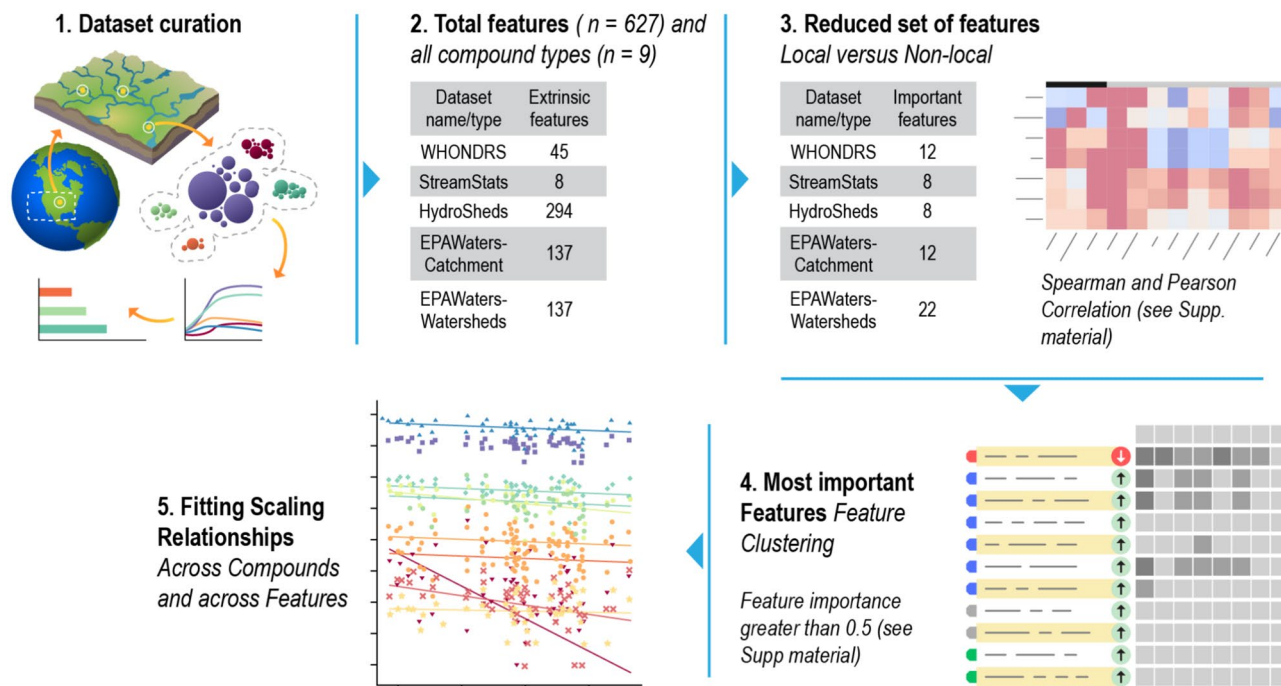 1. Dataset curation
2. Total features ( n = 627) and
all compound types (n = 9)
Dataset name/type Extrinsic features
WHONDRS 45
StreamStats 8
HydroSheds 294
EPAWaters-Catchment 137
EPAWaters-Watersheds 137
3. Reduced set of features
Local versus Non-local
Dataset name/type Important features
WHONDRS 12
StreamStats 8
HydroSheds 8
EPAWaters-Catchment 12
EPAWaters-Watersheds 22
Spearman and Pearson
Correlation (see Supp.
material)
4. Most important
Features Feature
Clustering
Feature importance
greater than 0.5 (see
Supp material)
5. Fitting Scaling
Relationships
Across Compounds
and across Features